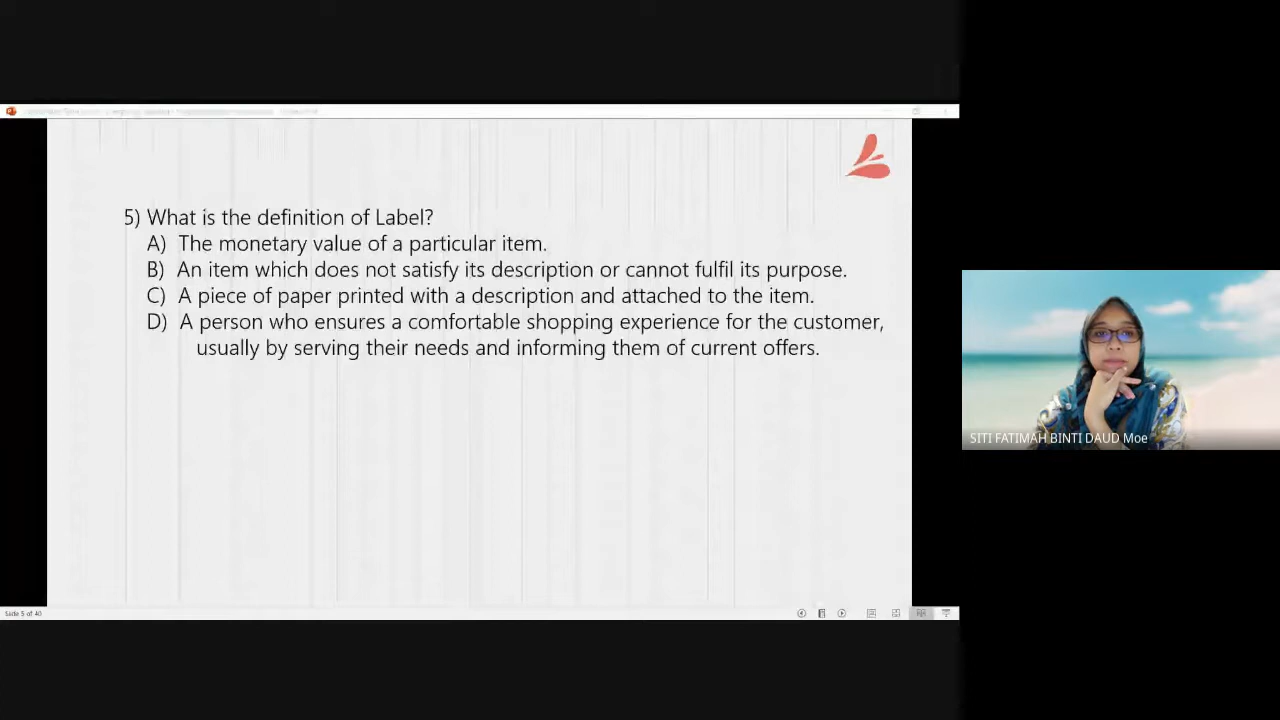 5) What is the definition of Label?
A) The monetary value of a particular item.
B) An item which does not satisfy its description or cannot fulfil its purpose.
C) A piece of paper printed with a description and attached to the item.
D) A person who ensures a comfortable shopping experience for the customer,
usually by serving their needs and informing them of current offers.
SITI FATIMAH BINTI DAUD Moe
Slide 5 of 40